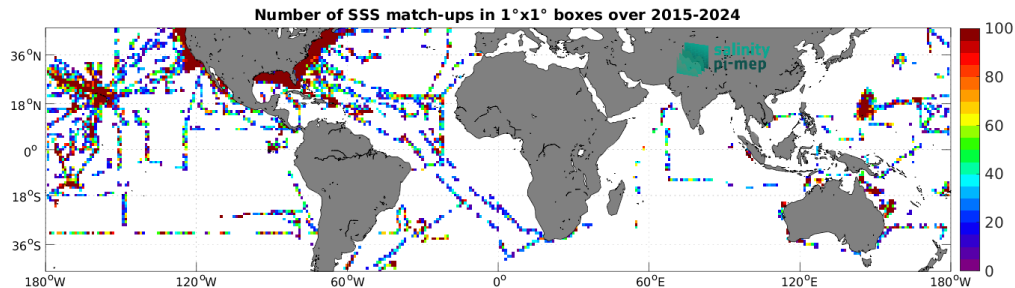 Number of SSS match-ups in 1°x1° boxes over 2015-2024
salinity
pi-mep
36°N
18°N
0°
18°S
36°S
180°W 120°W 60°W 0° 60°E 120°E 180°W
100
80
60
40
20
0